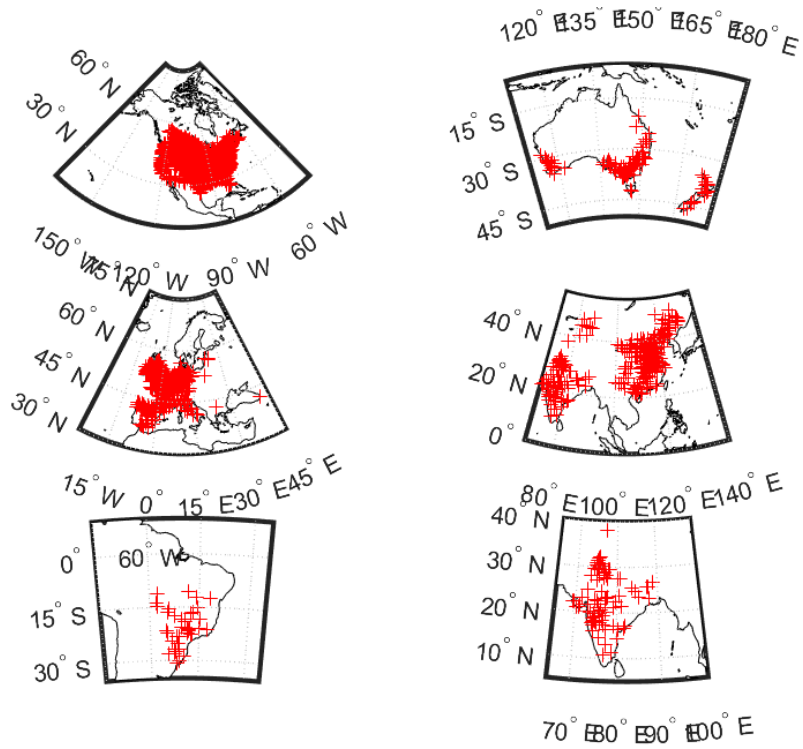 60° N
30° N
150° W
120° W
90° W
60° W
120° E
135° E
150° E
165° E
180° E
15° S
30° S
45° S
75° N
60° N
45° N
30° N
15° W
0°
15° E
30° E
45° E
40° N
20° N
0°
80° E
100° E
120° E
140° E
0°
15° S
30° S
60° W
40° N
30° N
20° N
10° N
70° E
80° E
90° E
100° E